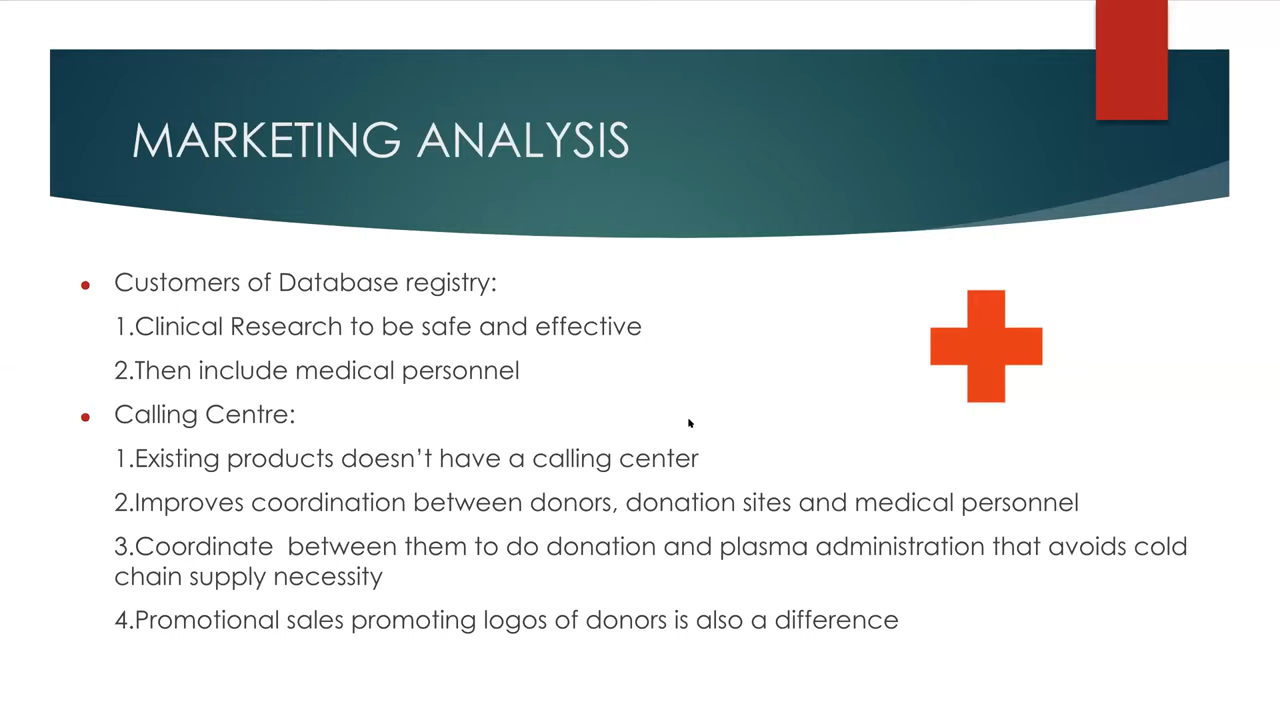 MARKETING ANALYSIS
Customers of Database registry:
1.Clinical Research to be safe and effective
2.Then include medical personnel
Calling Centre:
1.Existing products doesn’t have a calling center
2.Improves coordination between donors, donation sites and medical personnel
3.Coordinate  between them to do donation and plasma administration that avoids cold
chain supply necessity
4.Promotional sales promoting logos of donors is also a difference